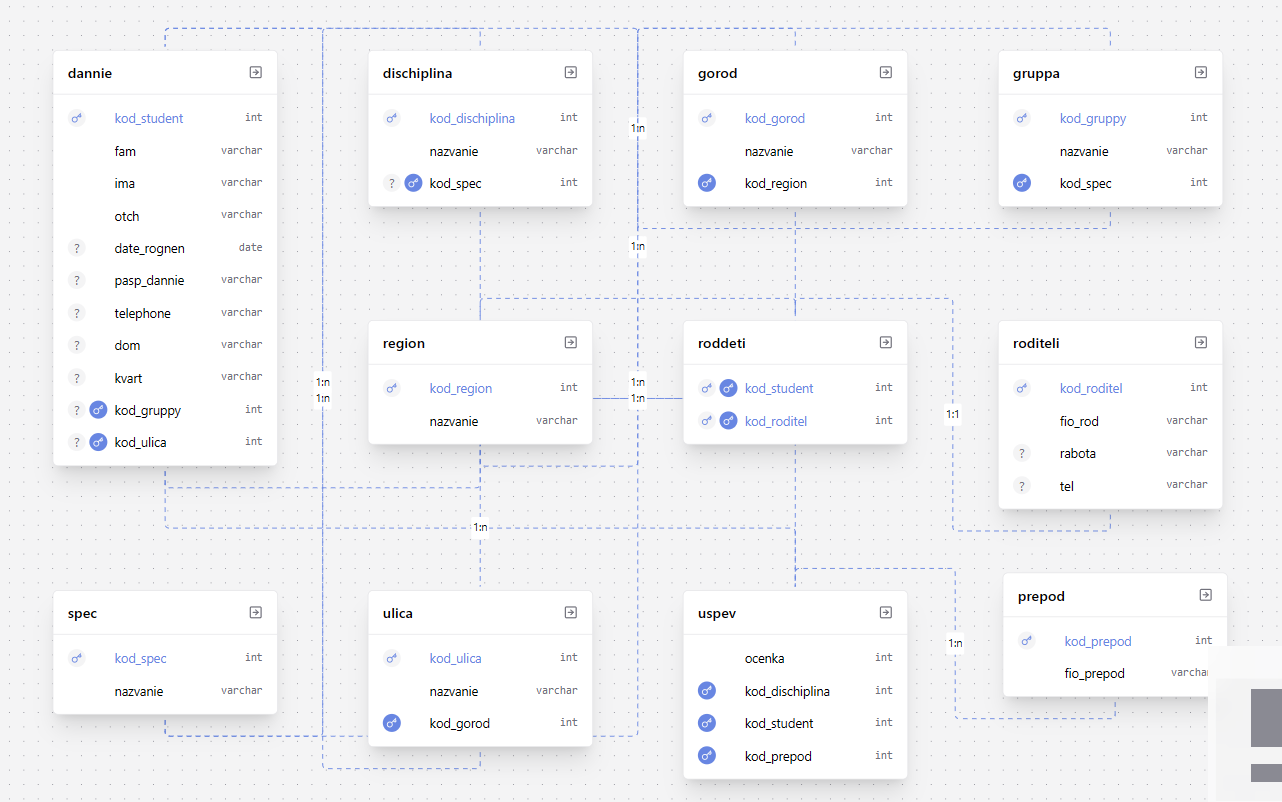 dannie
kod_student int
fam varchar
ima varchar
otch varchar
? date_rognen date
? pasp_dannie varchar
? telephone varchar
? dom varchar
? kvart varchar
? kod_gruppy int
? kod_ulica int
dischiplina
kod_dischiplina int
nazvanie varchar
? kod_spec int
gorod
kod_gorod int
nazvanie varchar
kod_region int
gruppa
kod_gruppy int
nazvanie varchar
kod_spec int
1:n
1:n
region
kod_region int
nazvanie varchar
roddeti
kod_student int
kod_roditel int
roditeli
kod_roditel int
fio_rod varchar
? rabota varchar
? tel varchar
1:n
1:n
1:n
1:n
1:1
1:n
spec
kod_spec int
nazvanie varchar
ulica
kod_ulica int
nazvanie varchar
kod_gorod int
uspev
ocenka int
kod_dischiplina int
kod_student int
kod_prepod int
1:n
prepod
kod_prepod int
fio_prepod varchar